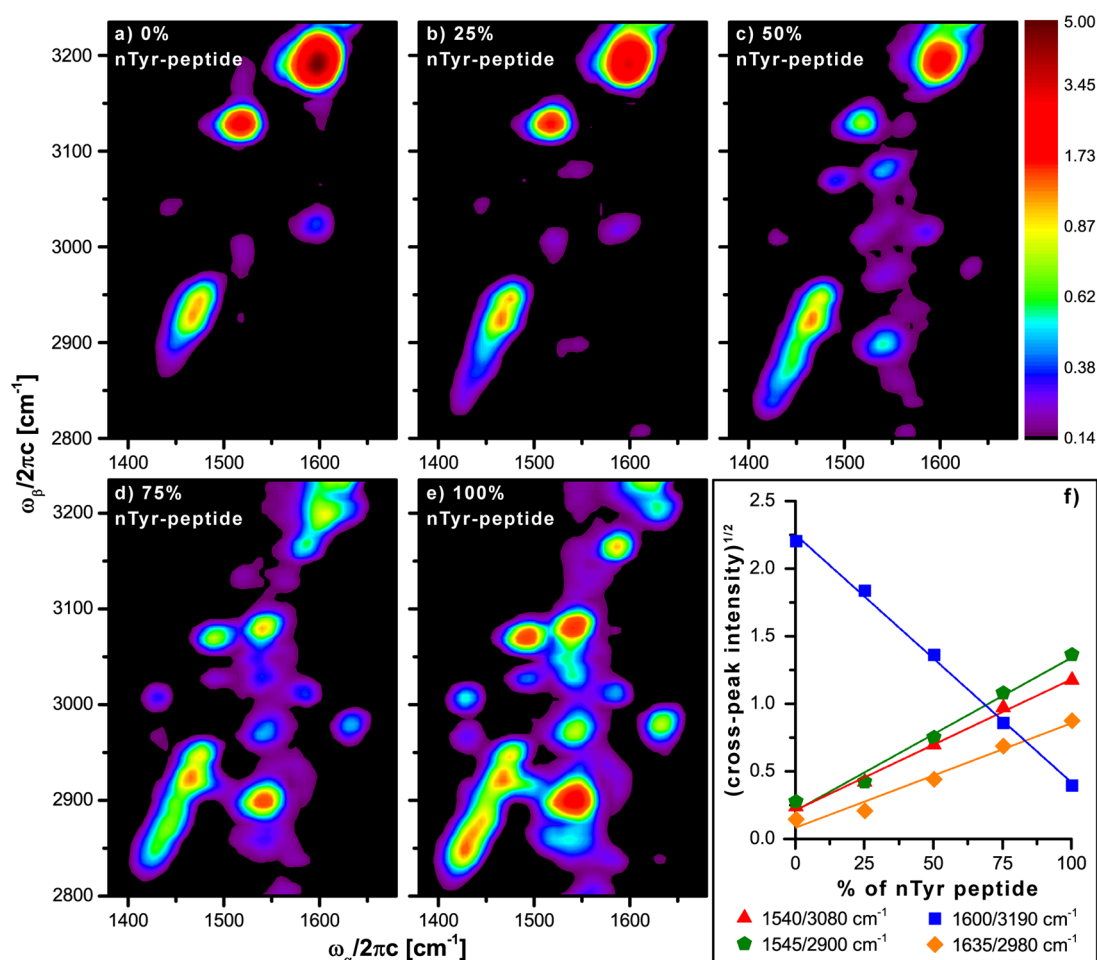 a) 0%
nTyr-peptide
b) 25%
nTyr-peptide
c) 50%
nTyr-peptide
5.00
3.45
1.73
0.87
0.62
0.38
0.14
3200
3100
3000
2900
2800
1400 1500 1600
1400 1500 1600
1400 1500 1600
ωβ/2πc [cm-1]
d) 75%
nTyr-peptide
e) 100%
nTyr-peptide
3200
3100
3000
2900
2800
1400 1500 1600
1400 1500 1600
ωα/2πc [cm-1]
f)
(cross-peak intensity)1/2
2.5
2.0
1.5
1.0
0.5
0.0
0 25 50 75 100
% of nTyr peptide
1540/3080 cm-1
1600/3190 cm-1
1545/2900 cm-1
1635/2980 cm-1